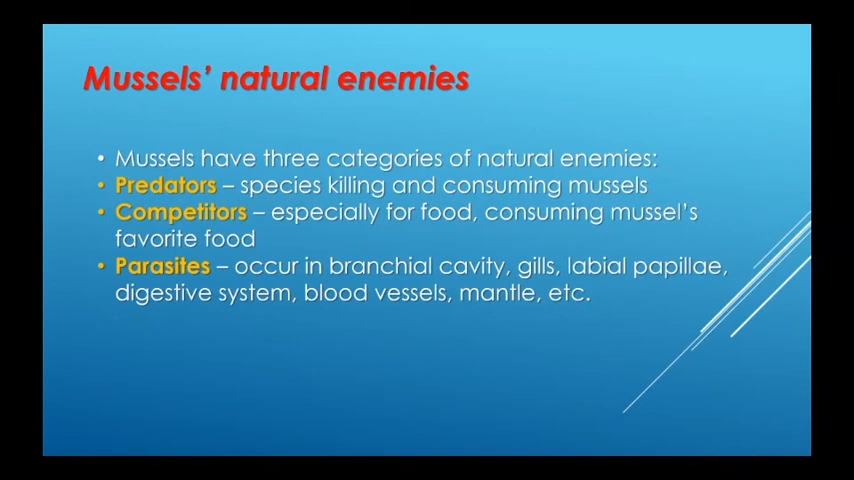 Mussels’ natural enemies
• Mussels have three categories of natural enemies:
• Predators – species killing and consuming mussels
• Competitors – especially for food, consuming mussel’s
favorite food
• Parasites – occur in branchial cavity, gills, labial papillae,
digestive system, blood vessels, mantle, etc.